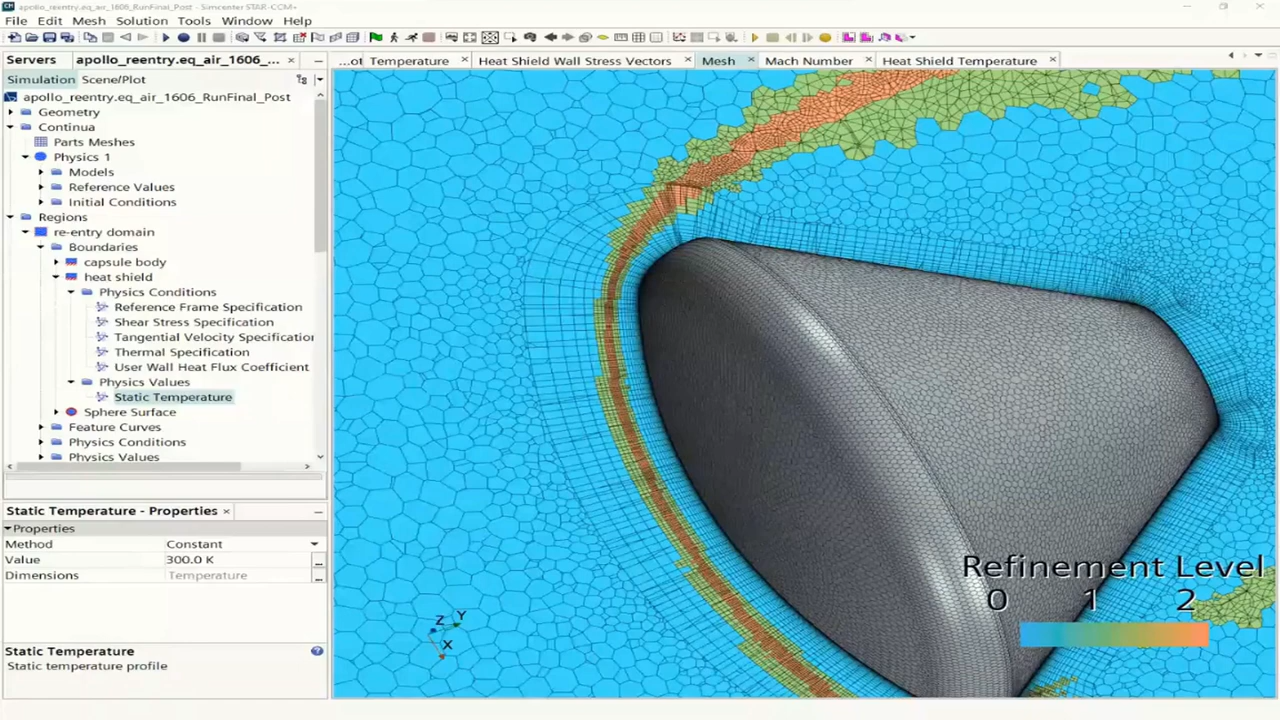 apollo_reentry.eq_air_1606_RunFinal_Post - Simcenter STAR-CCM+
File Edit Mesh Solution Tools Window Help
Servers apollo_reentry.eq_air_1606_... ×
...ot Temperature × Heat Shield Wall Stress Vectors × Mesh × Mach Number × Heat Shield Temperature ×
Simulation Scene/Plot
apollo_reentry.eq_air_1606_RunFinal_Post
Geometry
Continua
Parts Meshes
Physics 1
Models
Reference Values
Initial Conditions
Regions
re-entry domain
Boundaries
capsule body
heat shield
Physics Conditions
Reference Frame Specification
Shear Stress Specification
Tangential Velocity Specificatio
Thermal Specification
User Wall Heat Flux Coefficient
Physics Values
Static Temperature
Sphere Surface
Feature Curves
Physics Conditions
Physics Values
Static Temperature - Properties ×
Properties
Method Constant
Value 300.0 K
Dimensions Temperature
Static Temperature
Static temperature profile
Z Y
X
Refinement Level
0 1 2